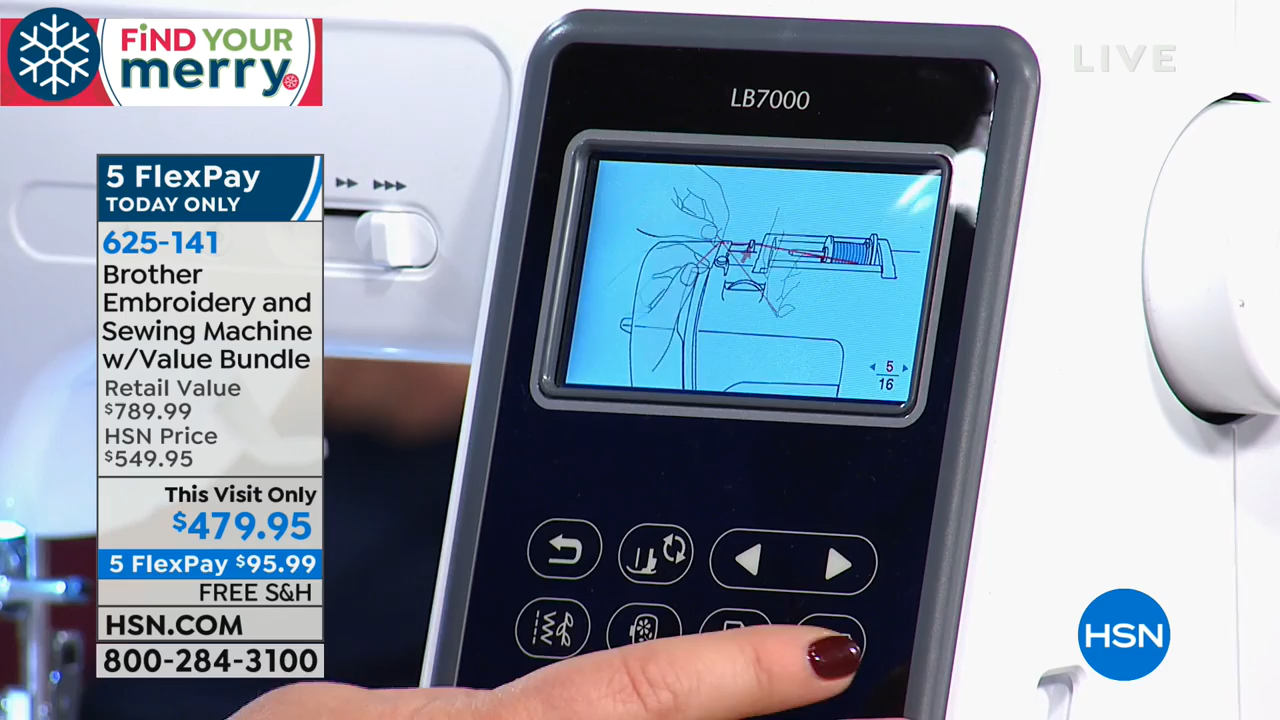 FiND YOUR
merry.
LIVE
LB7000
5 FlexPay
TODAY ONLY
625-141
Brother
Embroidery and
Sewing Machine
w/Value Bundle
Retail Value
$789.99
HSN Price
$549.95
This Visit Only
$479.95
5 FlexPay $95.99
FREE S&H
HSN.COM
800-284-3100
5
16
HSN